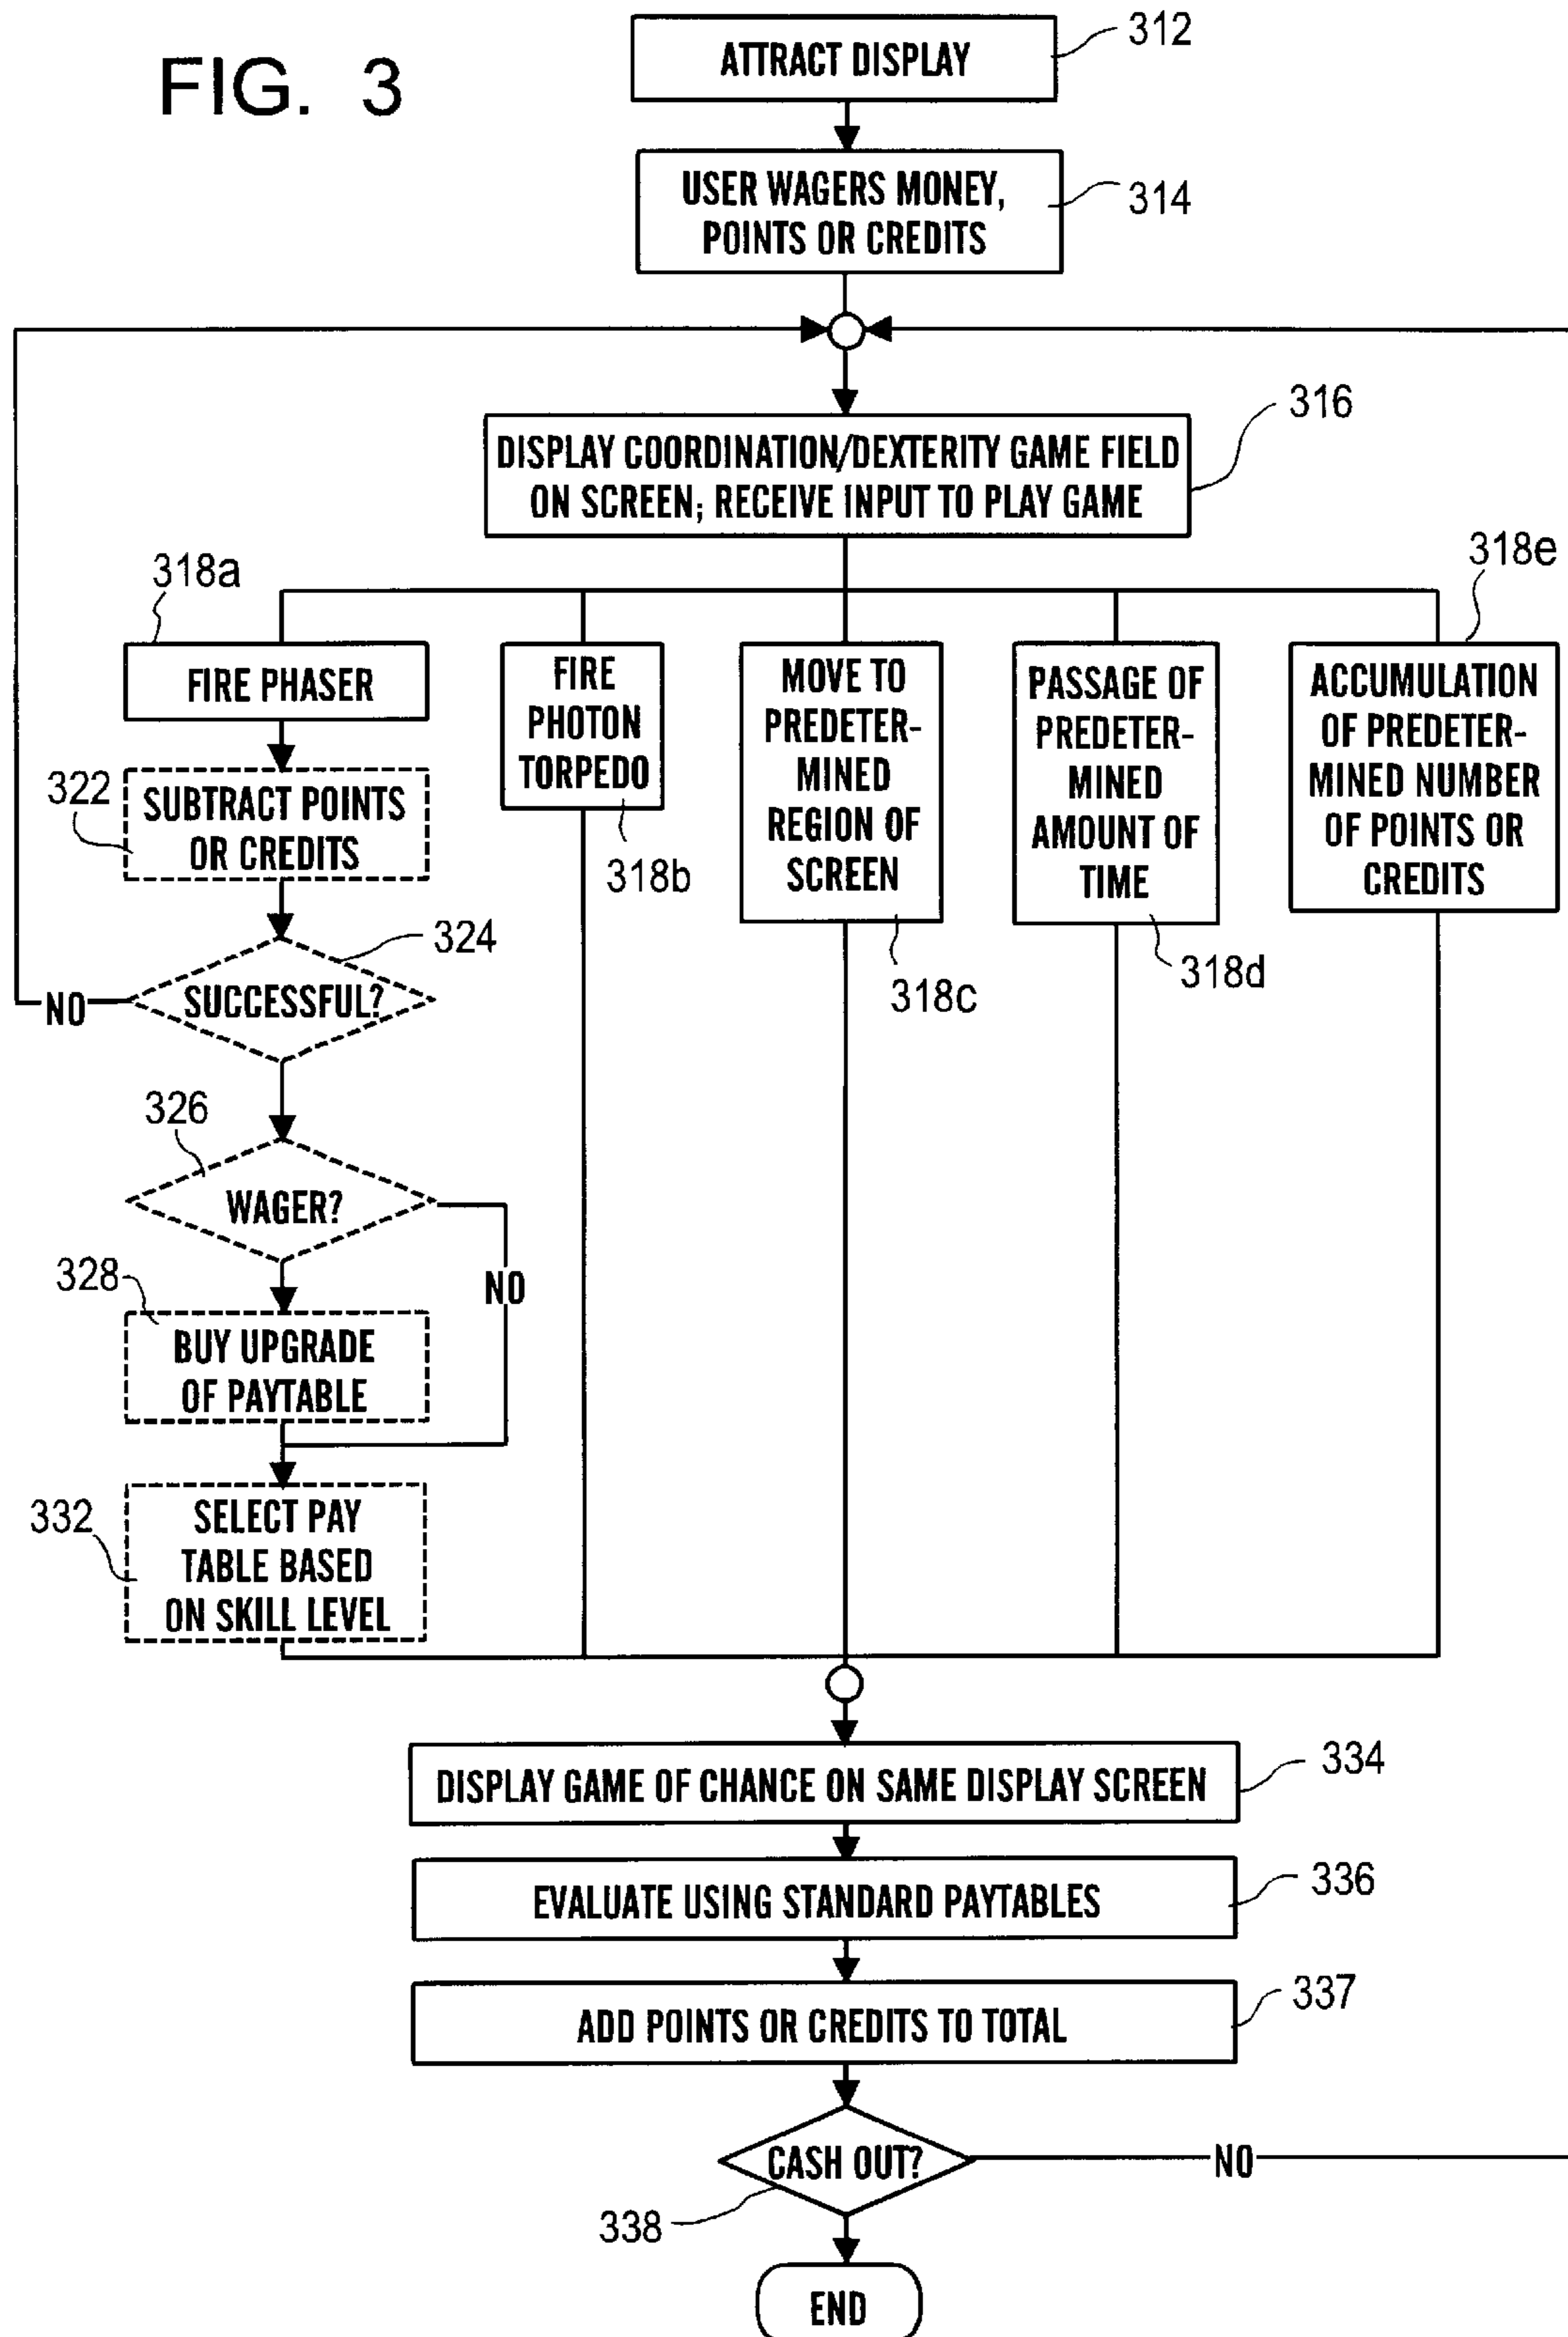 FIG. 3
ATTRACT DISPLAY
312
USER WAGERS MONEY,
POINTS OR CREDITS
314
316
DISPLAY COORDINATION/DEXTERITY GAME FIELD
ON SCREEN; RECEIVE INPUT TO PLAY GAME
318a
FIRE PHASER
322
SUBTRACT POINTS
OR CREDITS
324
SUCCESSFUL?
NO
326
WAGER?
NO
328
BUY UPGRADE
OF PAYTABLE
332
SELECT PAY
TABLE BASED
ON SKILL LEVEL
FIRE
PHOTON
TORPEDO
318b
MOVE TO
PREDETER-
MINED
REGION OF
SCREEN
318c
PASSAGE OF
PREDETER-
MINED
AMOUNT OF
TIME
318d
318e
ACCUMULATION
OF PREDETER-
MINED NUMBER
OF POINTS OR
CREDITS
DISPLAY GAME OF CHANCE ON SAME DISPLAY SCREEN
334
EVALUATE USING STANDARD PAYTABLES
336
ADD POINTS OR CREDITS TO TOTAL
337
CASH OUT?
NO
338
END